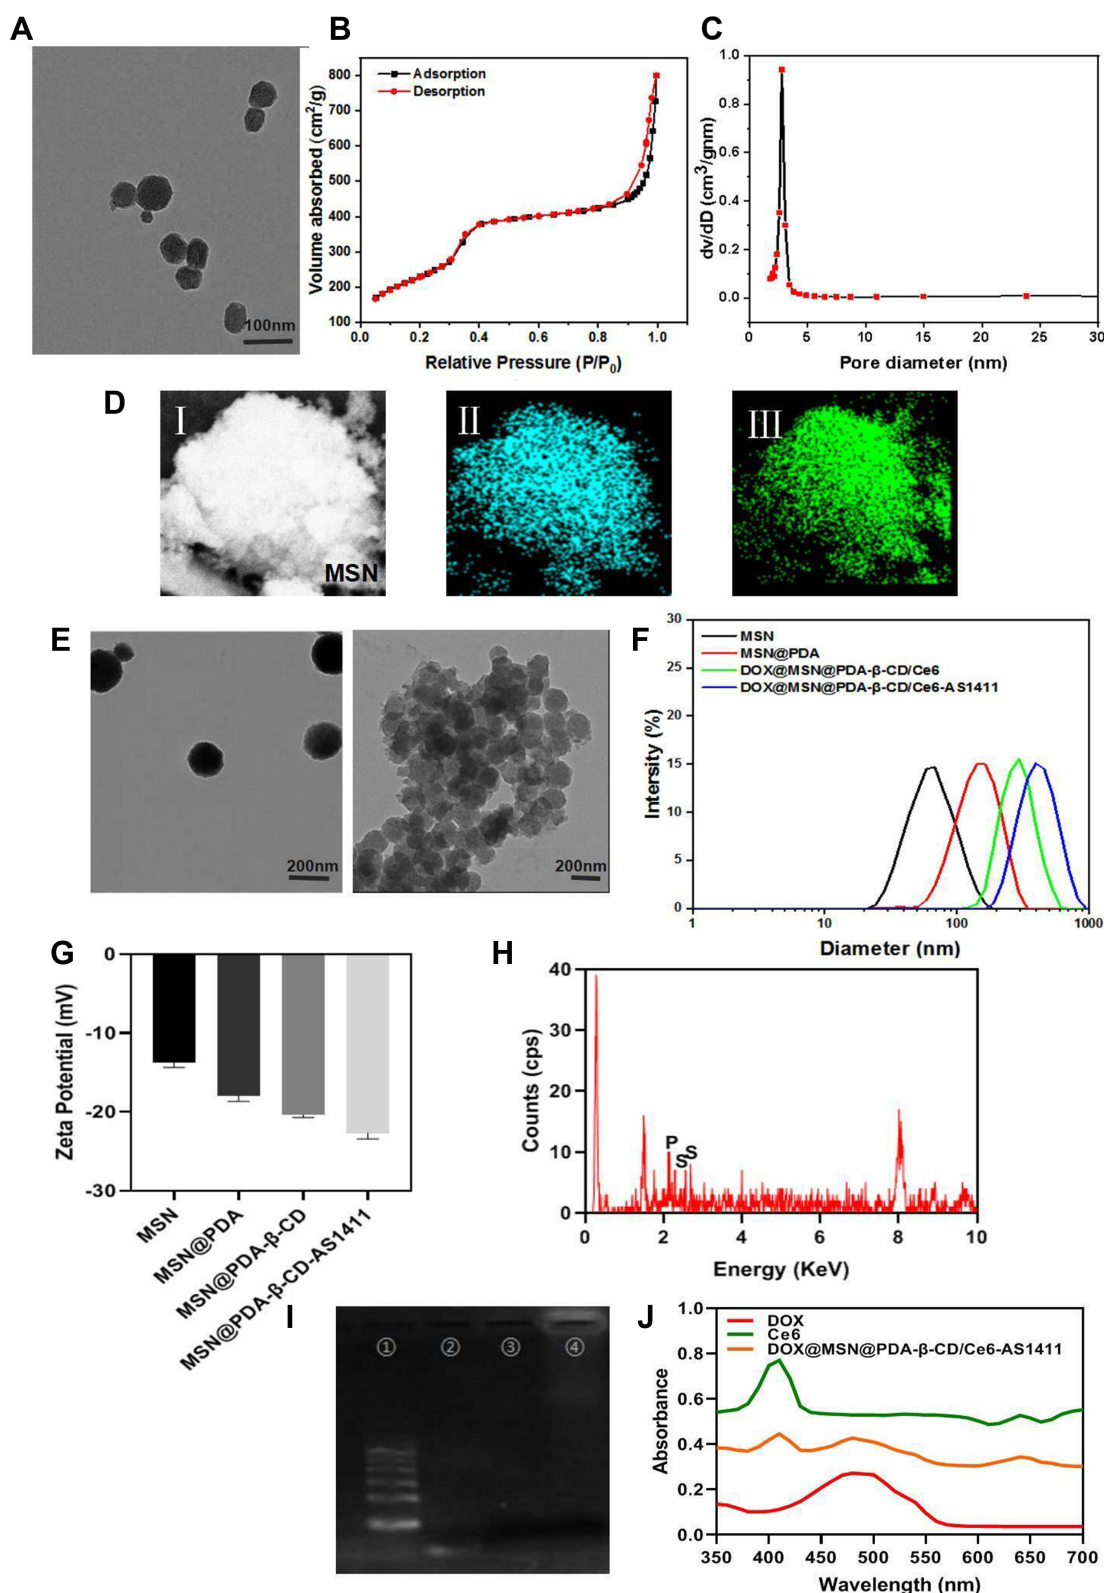 A
100nm
B
Adsorption
Desorption
Volume absorbed (cm²/g)
800
700
600
500
400
300
200
100
0.0
0.2
0.4
0.6
0.8
1.0
Relative Pressure (P/P₀)
C
dv/dD (cm³/gnm)
1.0
0.8
0.6
0.4
0.2
0.0
0
5
10
15
20
25
30
Pore diameter (nm)
D
I
MSN
II
III
E
200nm
200nm
F
MSN
MSN@PDA
DOX@MSN@PDA-β-CD/Ce6
DOX@MSN@PDA-β-CD/Ce6-AS1411
Intersity (%)
30
25
20
15
10
5
0
1
10
100
1000
Diameter (nm)
G
Zeta Potential (mV)
0
-10
-20
-30
MSN
MSN@PDA
MSN@PDA-β-CD
MSN@PDA-β-CD-AS1411
H
Counts (cps)
40
30
20
10
0
P
S
S
0
2
4
6
8
10
Energy (KeV)
I
① ② ③ ④
J
DOX
Ce6
DOX@MSN@PDA-β-CD/Ce6-AS1411
Absorbance
1.0
0.8
0.6
0.4
0.2
0.0
350
400
450
500
550
600
650
700
Wavelength (nm)